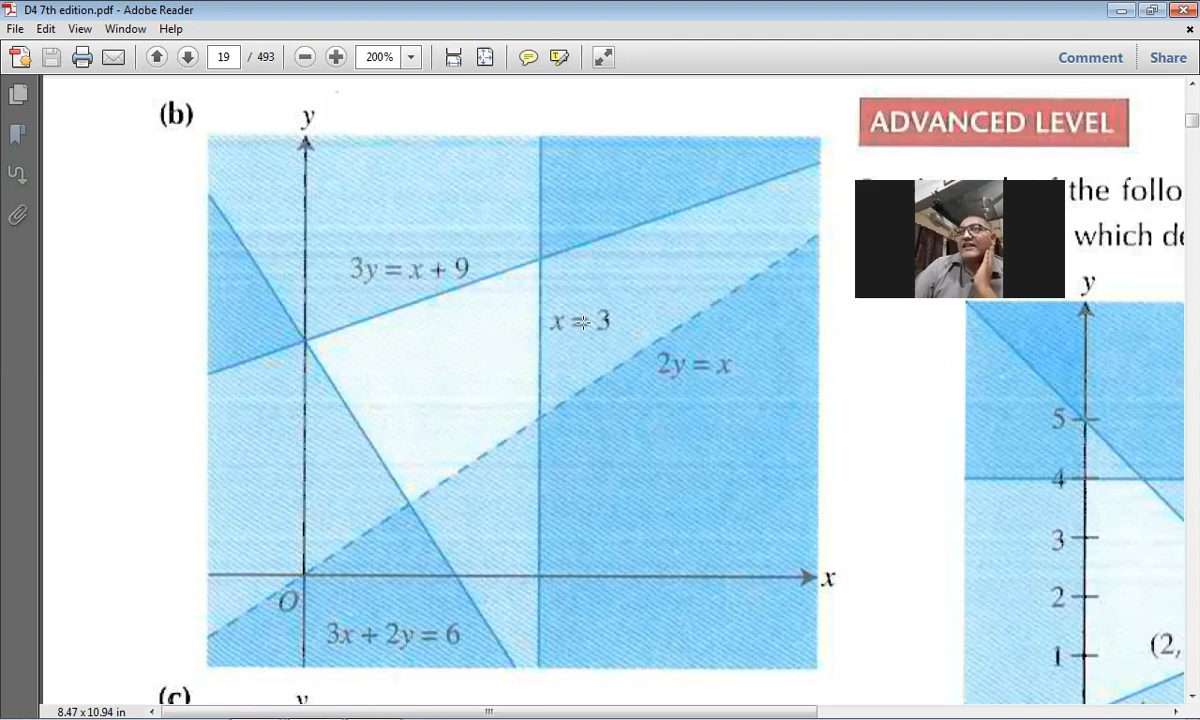 D4 7th edition.pdf - Adobe Reader
File Edit View Window Help
19 / 493 200% Comment Share
(b)
y
3y = x + 9
x = 3
2y = x
x
O
3x + 2y = 6
(c)
y
ADVANCED LEVEL
the follo
which de
y
5
4
3
2
1
(2,
8.47 x 10.94 in